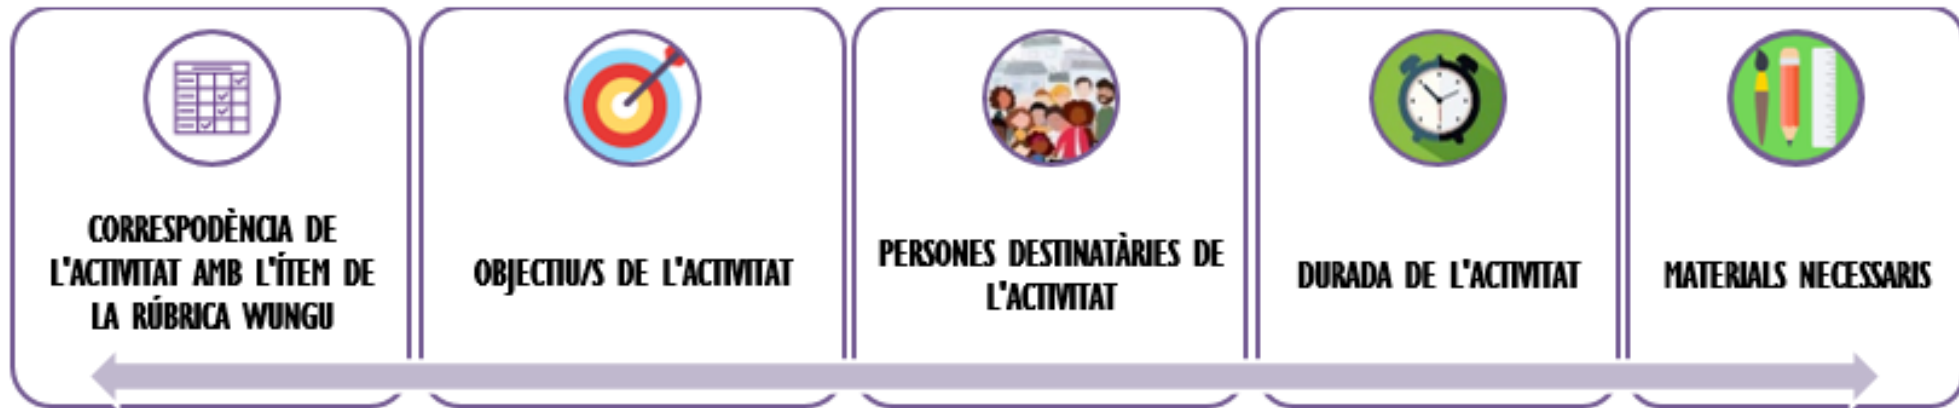 CORRESPODÈNCIA DE
L'ACTIVITAT AMB L'ÍTEM DE
LA RÚBRICA WUNGU
OBJECTIU/S DE L'ACTIVITAT
PERSONES DESTINATÀRIES DE
L'ACTIVITAT
DURADA DE L'ACTIVITAT
MATERIALS NECESSARIS